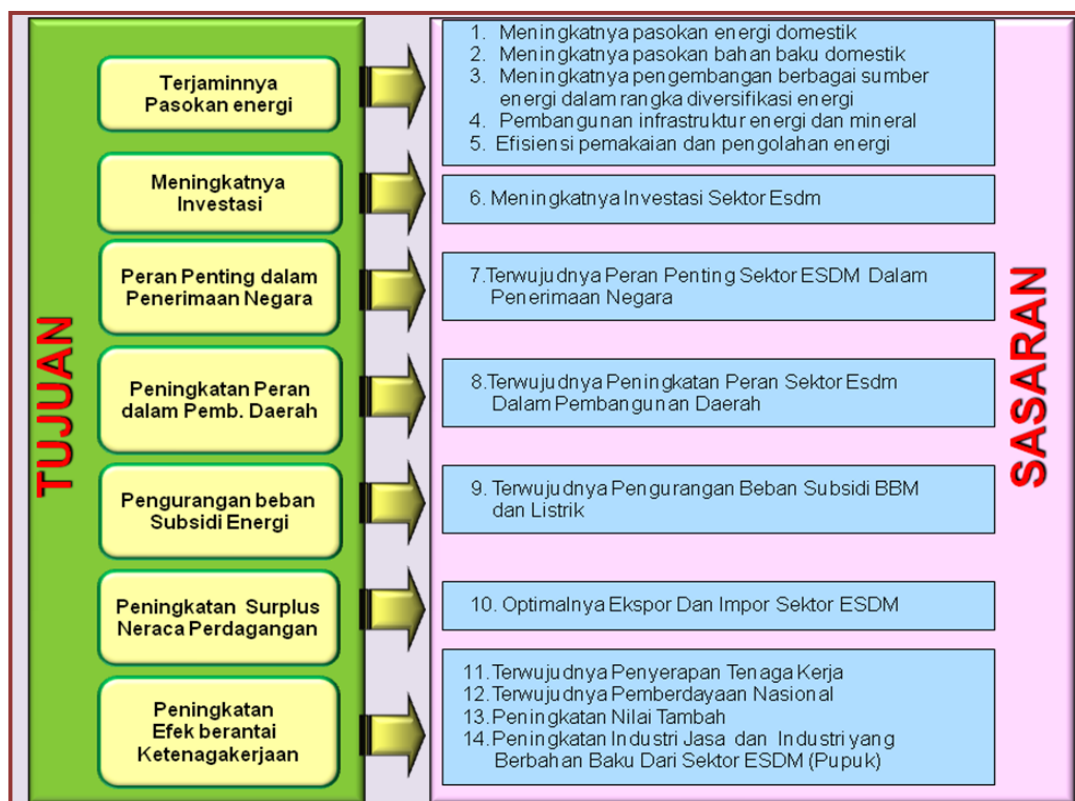 TUJUAN
Terjaminnya
Pasokan energi
1. Meningkatnya pasokan energi domestik
2. Meningkatnya pasokan bahan baku domestik
3. Meningkatnya pengembangan berbagai sumber
energi dalam rangka diversifikasi energi
4. Pembangunan infrastruktur energi dan mineral
5. Efisiensi pemakaian dan pengolahan energi
Meningkatnya
Investasi
6. Meningkatnya Investasi Sektor Esdm
Peran Penting dalam
Penerimaan Negara
7.Terwujudnya Peran Penting Sektor ESDM Dalam
Penerimaan Negara
Peningkatan Peran
dalam Pemb. Daerah
8.Terwujudnya Peningkatan Peran Sektor Esdm
Dalam Pembangunan Daerah
Pengurangan beban
Subsidi Energi
9. Terwujudnya Pengurangan Beban Subsidi BBM
dan Listrik
Peningkatan Surplus
Neraca Perdagangan
10. Optimalnya Ekspor Dan Impor Sektor ESDM
Peningkatan
Efek berantai
Ketenagakerjaan
11.Terwujudnya Penyerapan Tenaga Kerja
12.Terwujudnya Pemberdayaan Nasional
13.Peningkatan Nilai Tambah
14.Peningkatan Industri Jasa dan Industri yang
Berbahan Baku Dari Sektor ESDM (Pupuk)
SASARAN